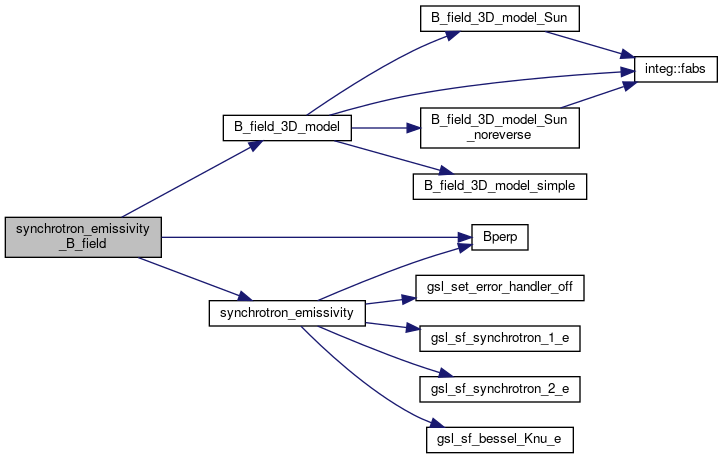 B_field_3D_model_Sun
integ::fabs
B_field_3D_model
B_field_3D_model_Sun
_noreverse
B_field_3D_model_simple
synchrotron_emissivity
_B_field
Bperp
gsl_set_error_handler_off
synchrotron_emissivity
gsl_sf_synchrotron_1_e
gsl_sf_synchrotron_2_e
gsl_sf_bessel_Knu_e